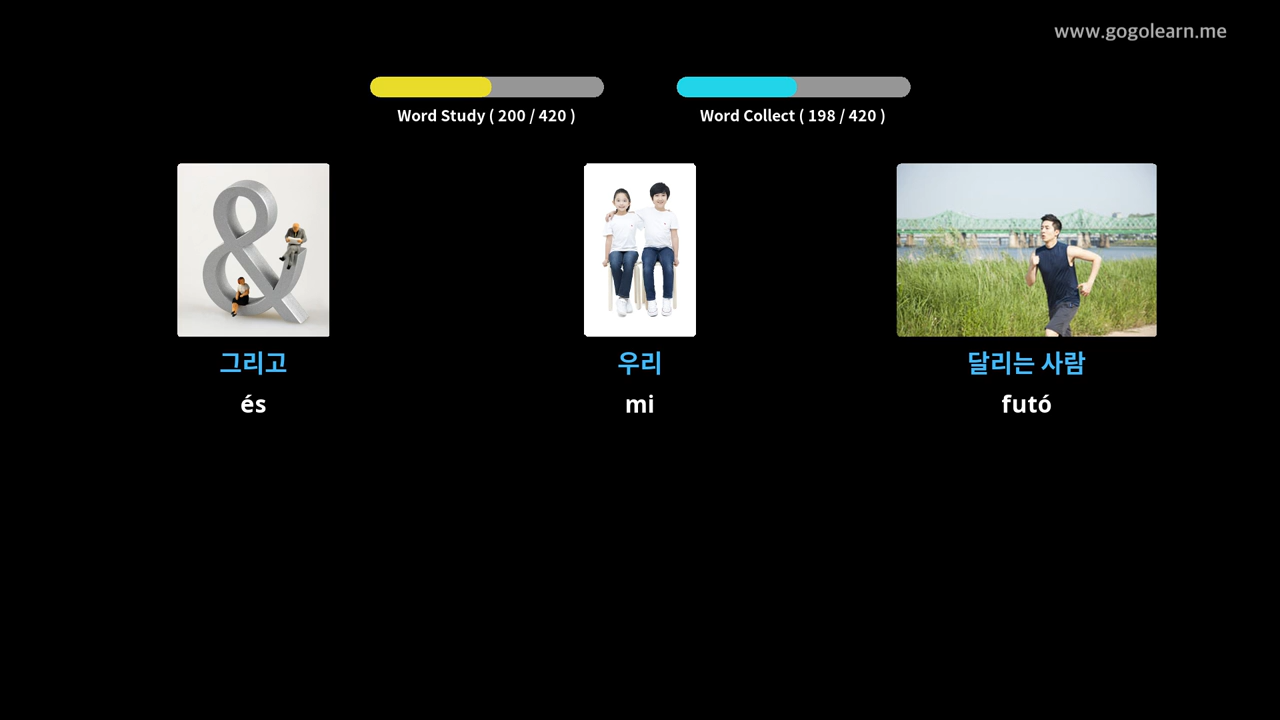 www.gogolearn.me
Word Study ( 200 / 420 )
Word Collect ( 198 / 420 )
그리고
우리
달리는 사람
és
mi
futó